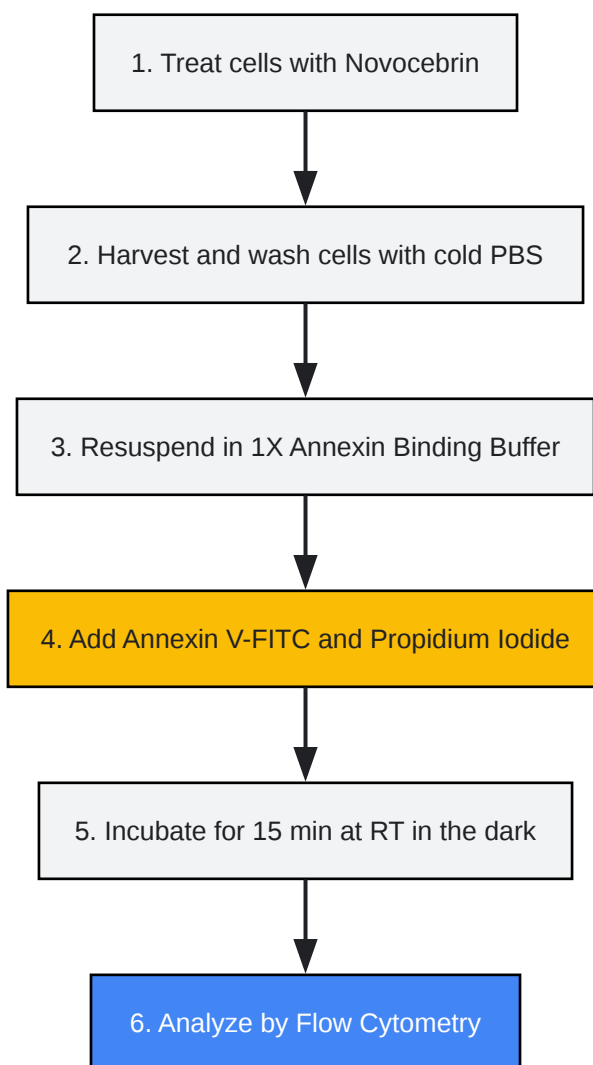 1. Treat cells with Novocebrin
2. Harvest and wash cells with cold PBS
3. Resuspend in 1X Annexin Binding Buffer
4. Add Annexin V-FITC and Propidium Iodide
5. Incubate for 15 min at RT in the dark
6. Analyze by Flow Cytometry